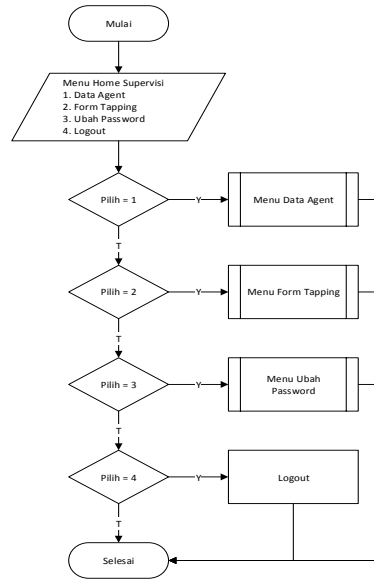 Mulai
Menu Home Supervisi
1. Data Agent
2. Form Tapping
3. Ubah Password
4. Logout
Pilih = 1
Y
Menu Data Agent
T
Pilih = 2
Y
Menu Form Tapping
T
Pilih = 3
Y
Menu Ubah
Password
T
Pilih = 4
Y
Logout
T
Selesai